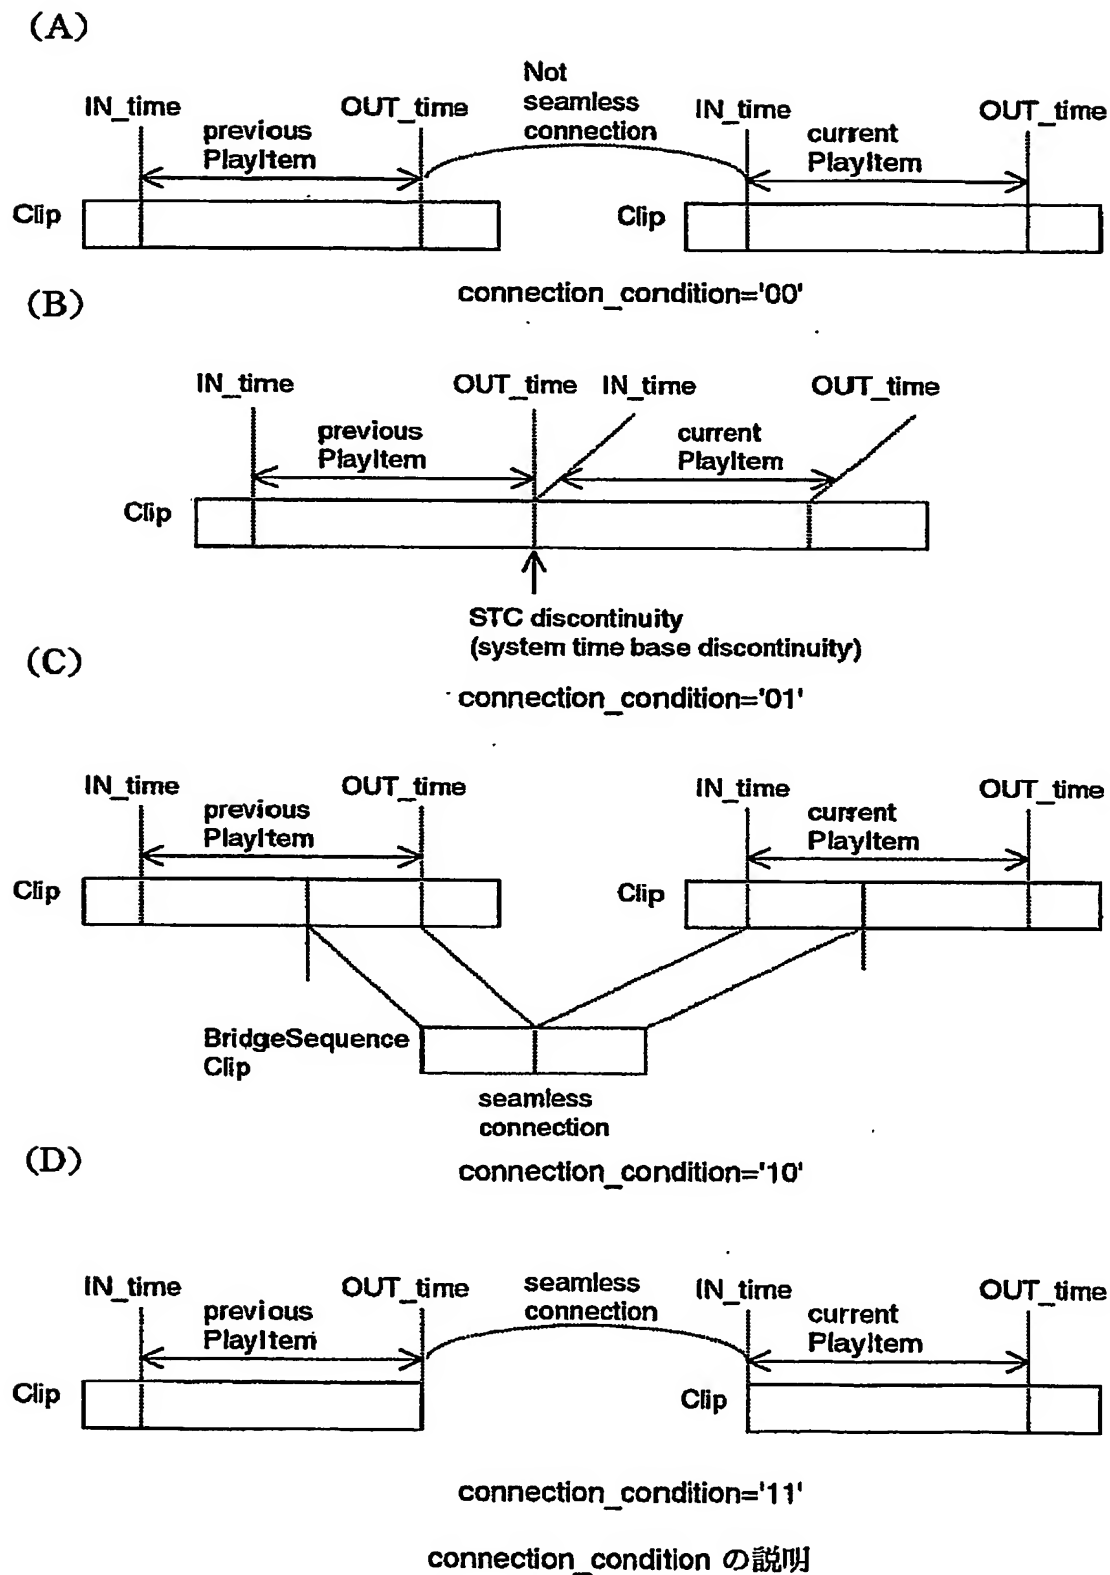 (A)
Not
seamless
connection
IN_time
OUT_time
IN_time
OUT_time
previous
PlayItem
current
PlayItem
Clip
Clip
connection_condition='00'
(B)
IN_time
OUT_time
IN_time
OUT_time
previous
PlayItem
current
PlayItem
Clip
STC discontinuity
(system time base discontinuity)
(C)
connection_condition='01'
IN_time
OUT_time
IN_time
OUT_time
previous
PlayItem
current
PlayItem
Clip
Clip
BridgeSequence
Clip
seamless
connection
(D)
connection_condition='10'
IN_time
OUT_time
seamless
connection
IN_time
OUT_time
previous
PlayItem
current
PlayItem
Clip
Clip
connection_condition='11'
connection_condition の説明